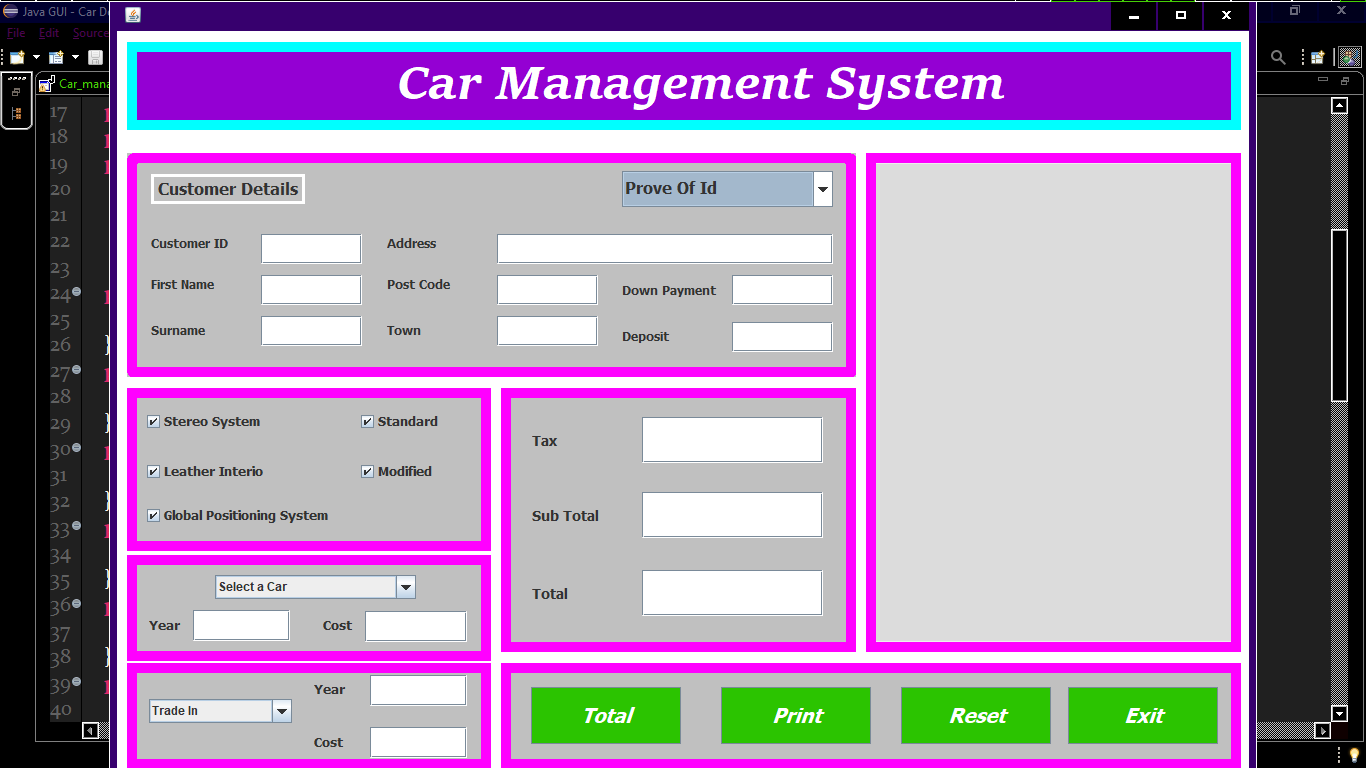 Java GUI - Car De
File Edit Source
Car_mana
Car Management System
Customer Details
Prove Of Id
Customer ID
Address
First Name
Post Code
Down Payment
Surname
Town
Deposit
Stereo System
Standard
Leather Interio
Modified
Global Positioning System
Tax
Sub Total
Total
Select a Car
Year
Cost
Trade In
Year
Cost
Total
Print
Reset
Exit
17
18
19
20
21
22
23
24
25
26
27
28
29
30
31
32
33
34
35
36
37
38
39
40